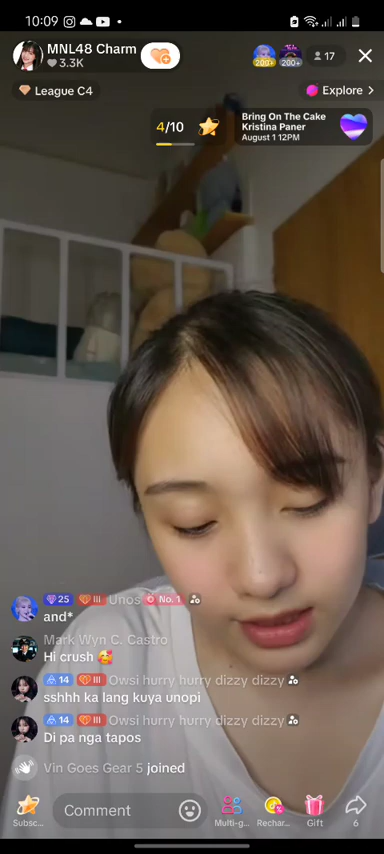 10:09
MNL48 Charm
3.3K
200+
200+
17
League C4
Explore >
4/10
Bring On The Cake
Kristina Paner
August 1 12PM
25 III Unos No. 1
and*
Mark Wyn C. Castro
Hi crush 🥰
14 III Owsi hurry hurry dizzy dizzy
sshhh ka lang kuya unopi
14 III Owsi hurry hurry dizzy dizzy
Di pa nga tapos
Vin Goes Gear 5 joined
Comment
Subsc... Multi-g... Rechar... Gift 6